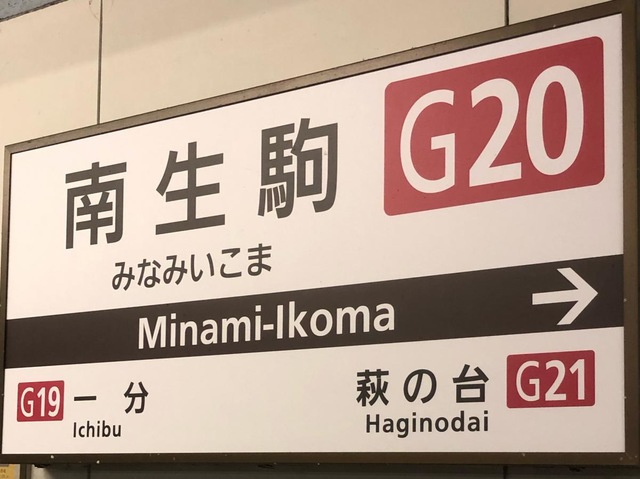 南生駒 G20
みなみいこま
Minami-Ikoma →
G19 一分
Ichibu
萩の台 G21
Haginodai